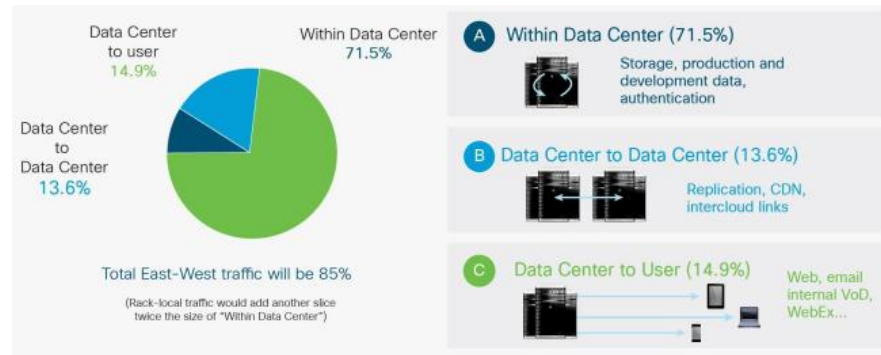 Data Center
to user
14.9%
Within Data Center
71.5%
Data Center
to
Data Center
13.6%
Total East-West traffic will be 85%
(Rack-local traffic would add another slice
twice the size of "Within Data Center")
A Within Data Center (71.5%)
Storage, production and
development data,
authentication
B Data Center to Data Center (13.6%)
Replication, CDN,
intercloud links
C Data Center to User (14.9%)
Web, email
internal VoD,
WebEx...